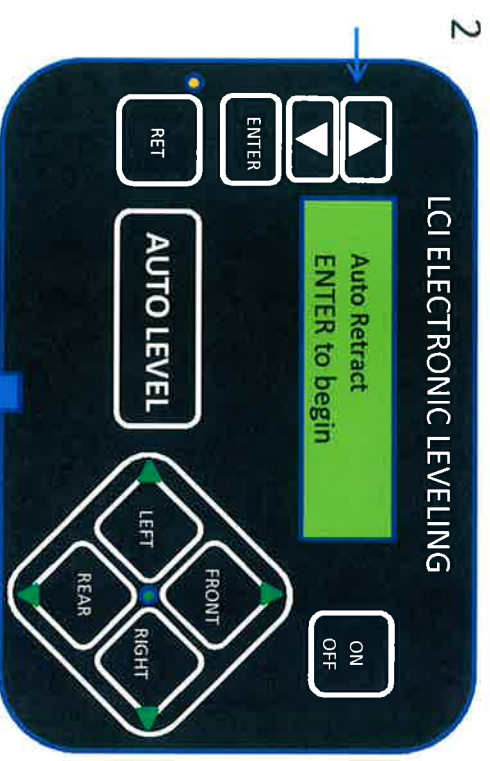 2
LCI ELECTRONIC LEVELING
Auto Retract
ENTER to begin
ON
OFF
ENTER
RET
AUTO LEVEL
FRONT
LEFT
RIGHT
REAR